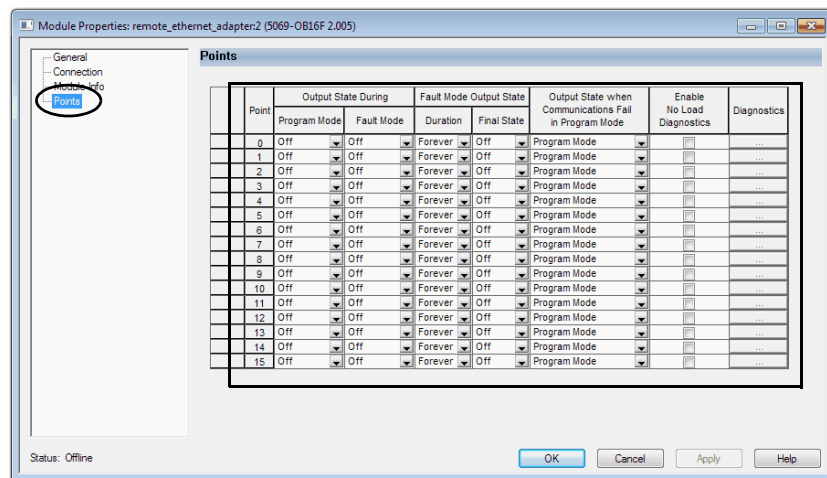 Module Properties: remote_ethernet_adapter:2 (5069-OB16F 2.005)
General
Connection
Module Info
Points
Points
Point
Output State During
Program Mode
Fault Mode
Fault Mode Output State
Duration
Final State
Output State when
Communications Fail
in Program Mode
Enable
No Load
Diagnostics
Diagnostics
0 Off Off Forever Off Program Mode ...
1 Off Off Forever Off Program Mode ...
2 Off Off Forever Off Program Mode ...
3 Off Off Forever Off Program Mode ...
4 Off Off Forever Off Program Mode ...
5 Off Off Forever Off Program Mode ...
6 Off Off Forever Off Program Mode ...
7 Off Off Forever Off Program Mode ...
8 Off Off Forever Off Program Mode ...
9 Off Off Forever Off Program Mode ...
10 Off Off Forever Off Program Mode ...
11 Off Off Forever Off Program Mode ...
12 Off Off Forever Off Program Mode ...
13 Off Off Forever Off Program Mode ...
14 Off Off Forever Off Program Mode ...
15 Off Off Forever Off Program Mode ...
Status: Offline
OK
Cancel
Apply
Help